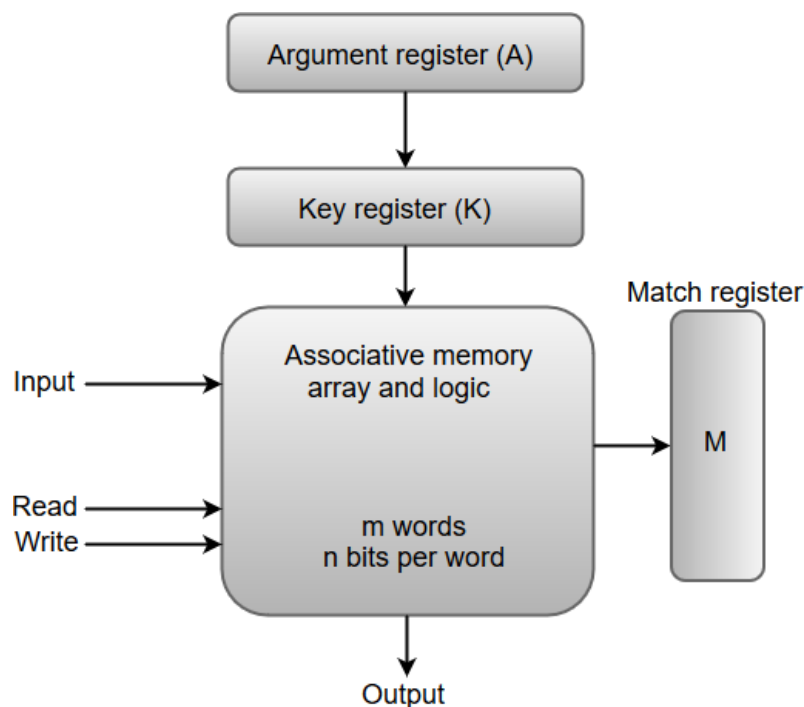 Argument register (A)
Key register (K)
Match register
Associative memory
array and logic
Input
M
Read
Write
m words
n bits per word
Output